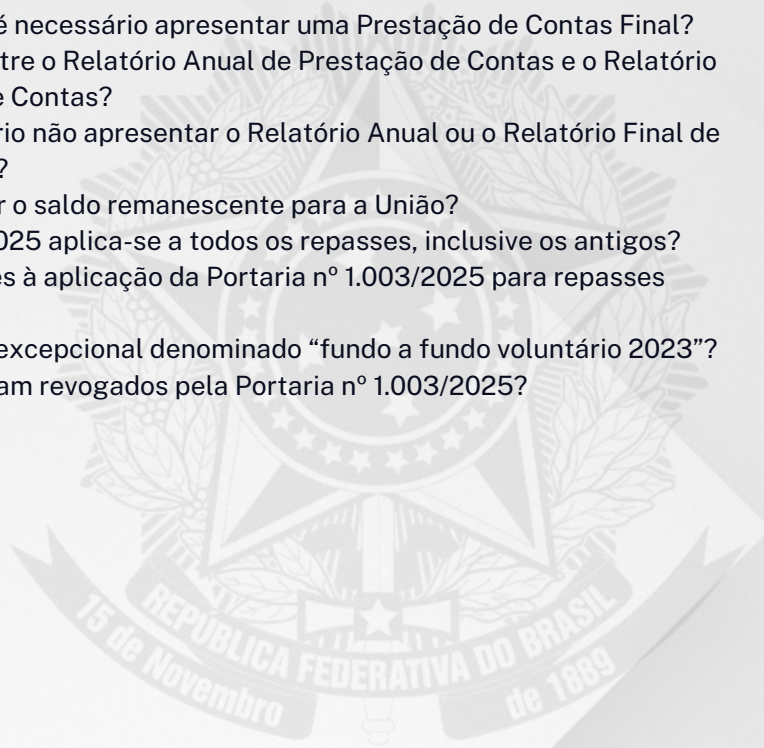 é necessário apresentar uma Prestação de Contas Final?
tre o Relatório Anual de Prestação de Contas e o Relatório
e Contas?
rio não apresentar o Relatório Anual ou o Relatório Final de
?
r o saldo remanescente para a União?
025 aplica-se a todos os repasses, inclusive os antigos?
es à aplicação da Portaria nº 1.003/2025 para repasses
excepcional denominado “fundo a fundo voluntário 2023”?
am revogados pela Portaria nº 1.003/2025?
REPÚBLICA FEDERATIVA DO BRASIL
15 de Novembro
de 1889